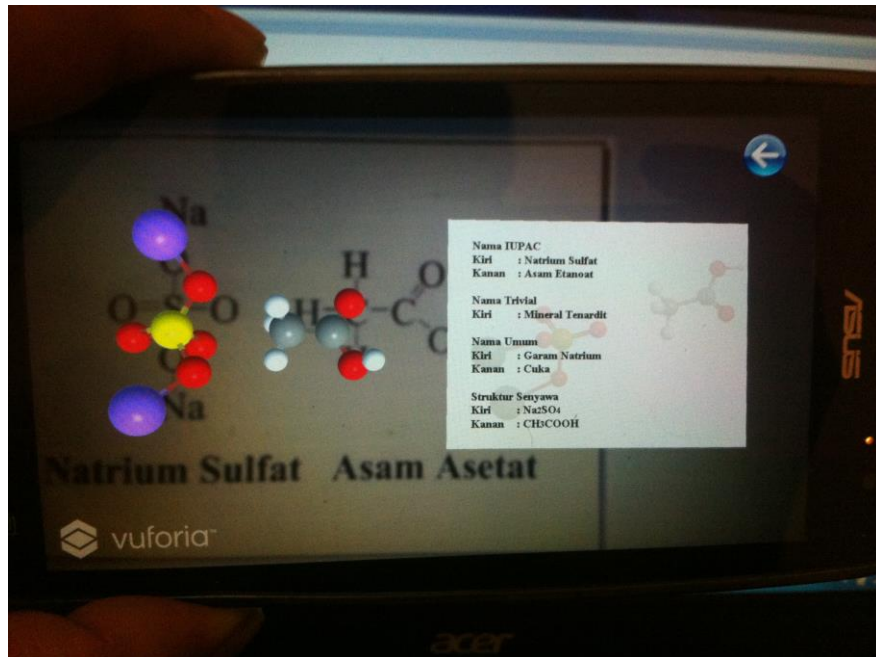 Na
O
O=S-O
Na
Natrium Sulfat
H
O
H-C-C
O
H
Asam Asetat
Nama IUPAC
Kiri : Natrium Sulfat
Kanan : Asam Etanoat
Nama Trivial
Kiri : Mineral Tenardit
Nama Umum
Kiri : Garam Natrium
Kanan : Cuka
Struktur Senyawa
Kiri : Na2SO4
Kanan : CH3COOH
vuforia™
ASUS
acer